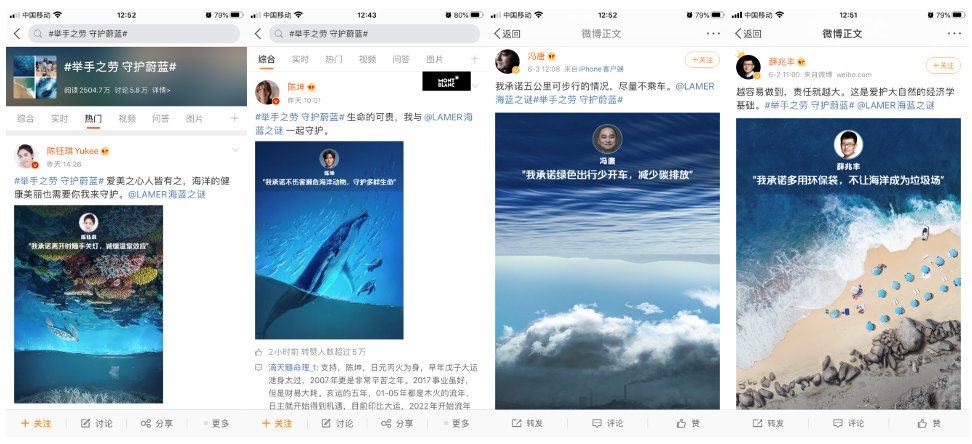 中国移动 12:52 79%
#举手之劳 守护蔚蓝#
#举手之劳 守护蔚蓝#
阅读2504.7万 讨论5.8万 详情>
综合 实时 热门 视频 问答 图片
陈钰琪Yukee
昨天 14:26
#举手之劳 守护蔚蓝# 爱美之心人皆有之，海洋的健
康美丽也需要你我来守护。@LAMER海蓝之谜
陈钰琪
"我承诺离开时随手关灯，减缓温室效应"
+ 关注 讨论 分享 更多
中国移动 12:43 80%
#举手之劳 守护蔚蓝#
综合 实时 热门 视频 问答 图片
MONT
BLANC
陈坤
昨天 10:01
#举手之劳 守护蔚蓝# 生命的可贵，我与@LAMER海
蓝之谜 一起守护。
陈坤
"我承诺不伤害濒危海洋动物，守护多样生命"
2小时前 转赞人数超过5万
滴天髓命理_1: 支持，陈坤，日元丙火为身，早年戊子大运
泄身太过，2007年更是非常辛苦之年。2017事业虽好，
但是财易大耗。亥运的五年，01-05年都是木火的流年，
日主就开始得到机遇，目前印比大运，2022年开始流年
+ 关注 讨论 分享 更多
中国移动 12:52 79%
返回 微博正文
冯唐
6-3 12:08 来自iPhone客户端
+关注
我承诺五公里可步行的情况，尽量不乘车。@LAMER
海蓝之谜#举手之劳 守护蔚蓝#
冯唐
"我承诺绿色出行少开车，减少碳排放"
转发 评论 赞
中国移动 12:51 79%
返回 微博正文
薛兆丰
6-2 11:00 来自微博 weibo.com
+关注
越容易做到，责任就越大。这是爱护大自然的经济学
基础。#举手之劳 守护蔚蓝# @LAMER海蓝之谜
薛兆丰
"我承诺多用环保袋，不让海洋成为垃圾场"
转发 评论 赞